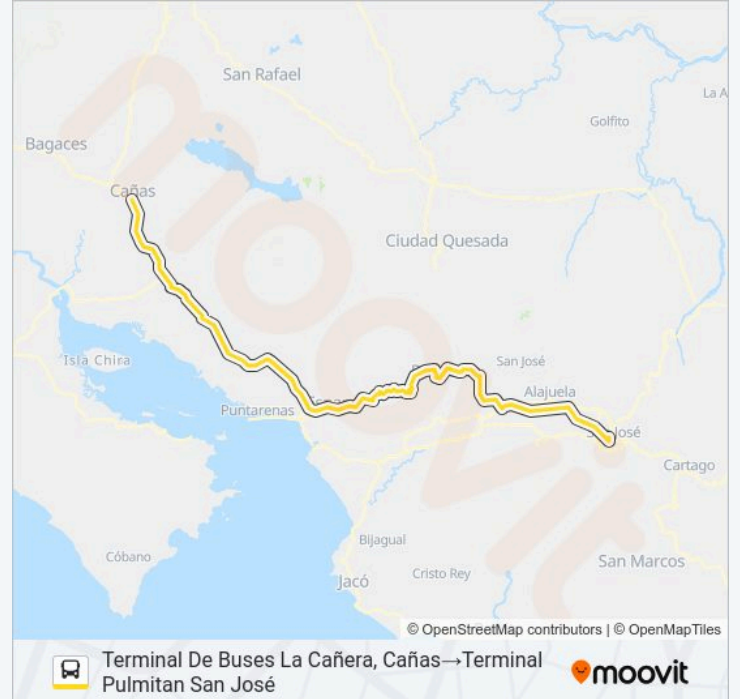 San Rafael
La A
Golfito
Bagaces
Cañas
Ciudad Quesada
Isla Chira
San José
Alajuela
Puntarenas
José
Cartago
Bijagual
Cóbano
San Marcos
Cristo Rey
Jacó
moovit
© OpenStreetMap contributors | © OpenMapTiles
Terminal De Buses La Cañera, Cañas→Terminal
Pulmitan San José
moovit